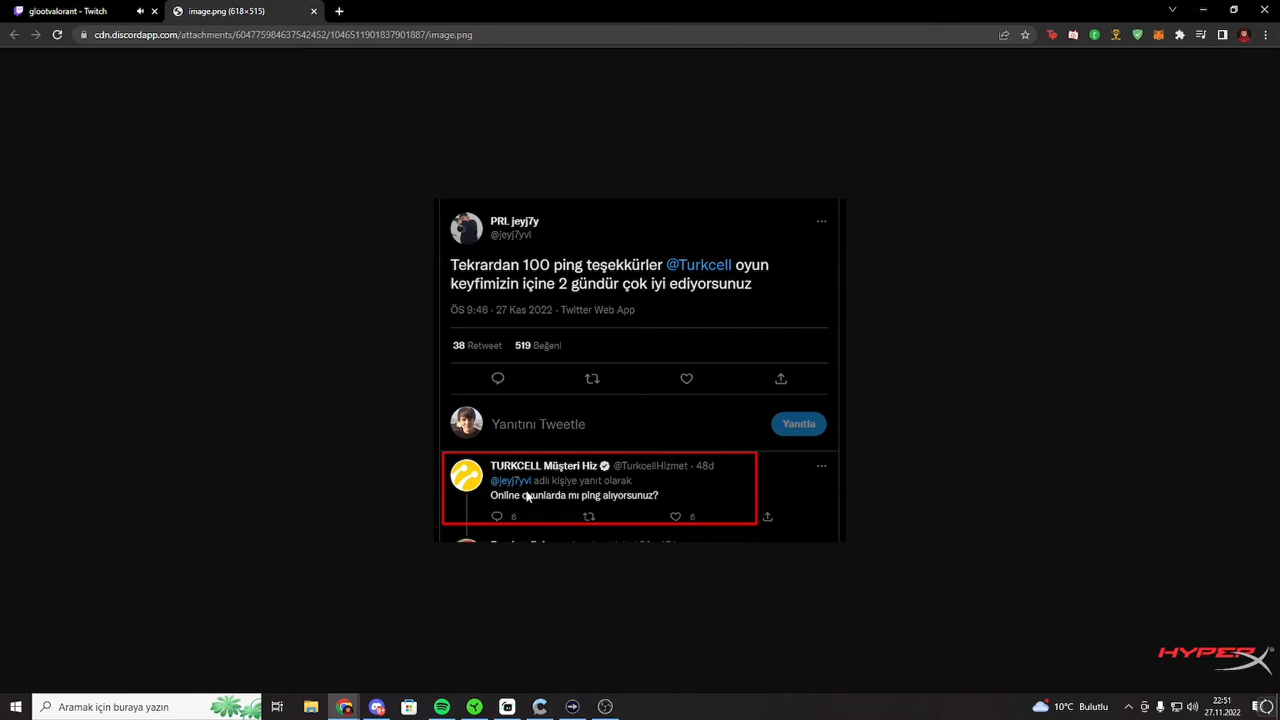 glootvalorant - Twitch
image.png (618×515)
cdn.discordapp.com/attachments/604775984637542452/1046511901837901887/image.png
PRL jeyj7y
@jeyj7yvl
Tekrardan 100 ping teşekkürler @Turkcell oyun
keyfimizin içine 2 gündür çok iyi ediyorsunuz
ÖS 9:46 · 27 Kas 2022 · Twitter Web App
38 Retweet 519 Beğeni
Yanıtını Tweetle
Yanıtla
TURKCELL Müşteri Hiz @TurkcellHizmet · 48d
@jeyj7yvl adlı kişiye yanıt olarak
Online oyunlarda mı ping alıyorsunuz?
6 6
HYPERX
Aramak için buraya yazın
10°C Bulutlu
22:51
27.11.2022